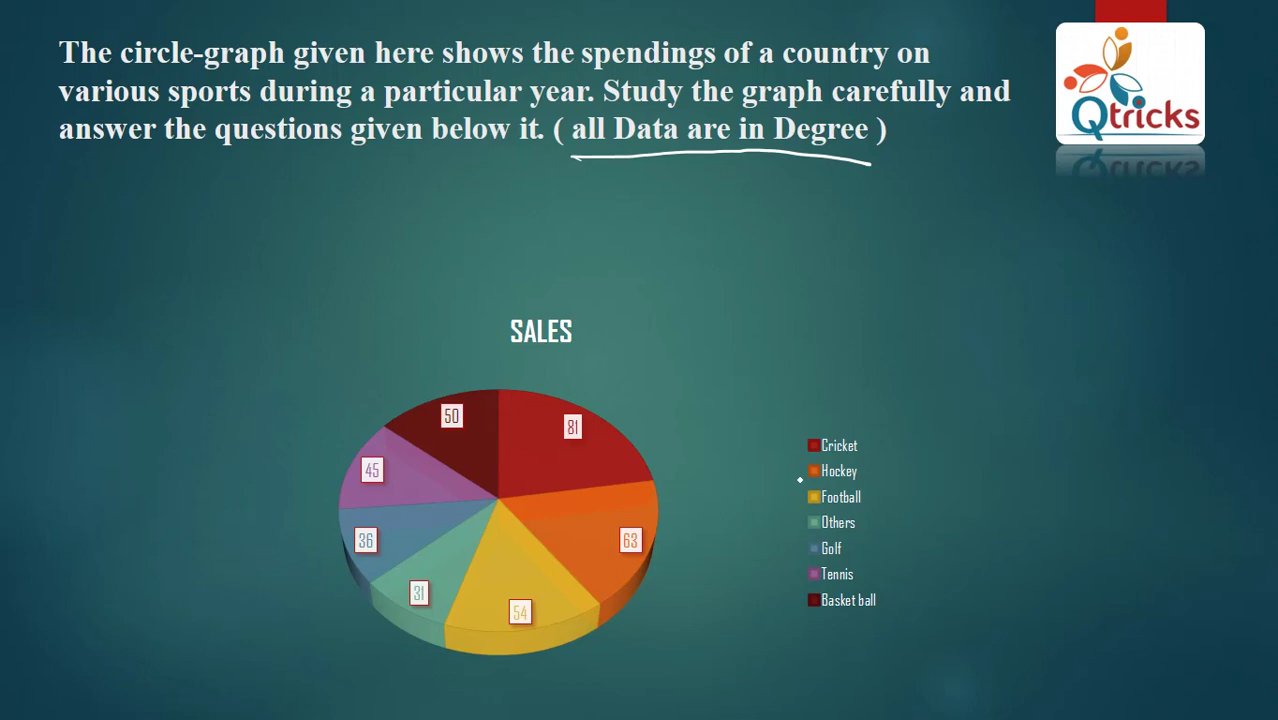 The circle-graph given here shows the spendings of a country on
various sports during a particular year. Study the graph carefully and
answer the questions given below it. ( all Data are in Degree )
Qtricks
SALES
50
81
45
36
63
31
54
Cricket
Hockey
Football
Others
Golf
Tennis
Basket ball